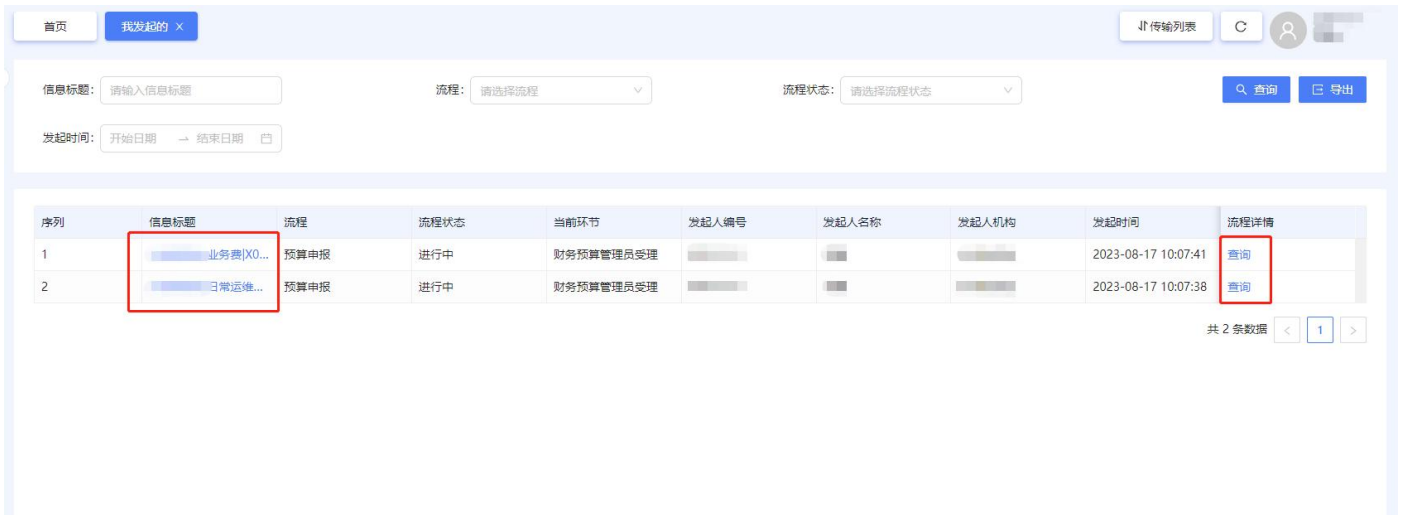 首页 我发起的 × 传输列表
信息标题: 请输入信息标题 流程: 请选择流程 流程状态: 请选择流程状态 查询 导出
发起时间: 开始日期 → 结束日期
序列 信息标题 流程 流程状态 当前环节 发起人编号 发起人名称 发起人机构 发起时间 流程详情
1 业务费|X0... 预算申报 进行中 财务预算管理员受理 2023-08-17 10:07:41 查询
2 日常运维... 预算申报 进行中 财务预算管理员受理 2023-08-17 10:07:38 查询
共 2 条数据 < 1 >